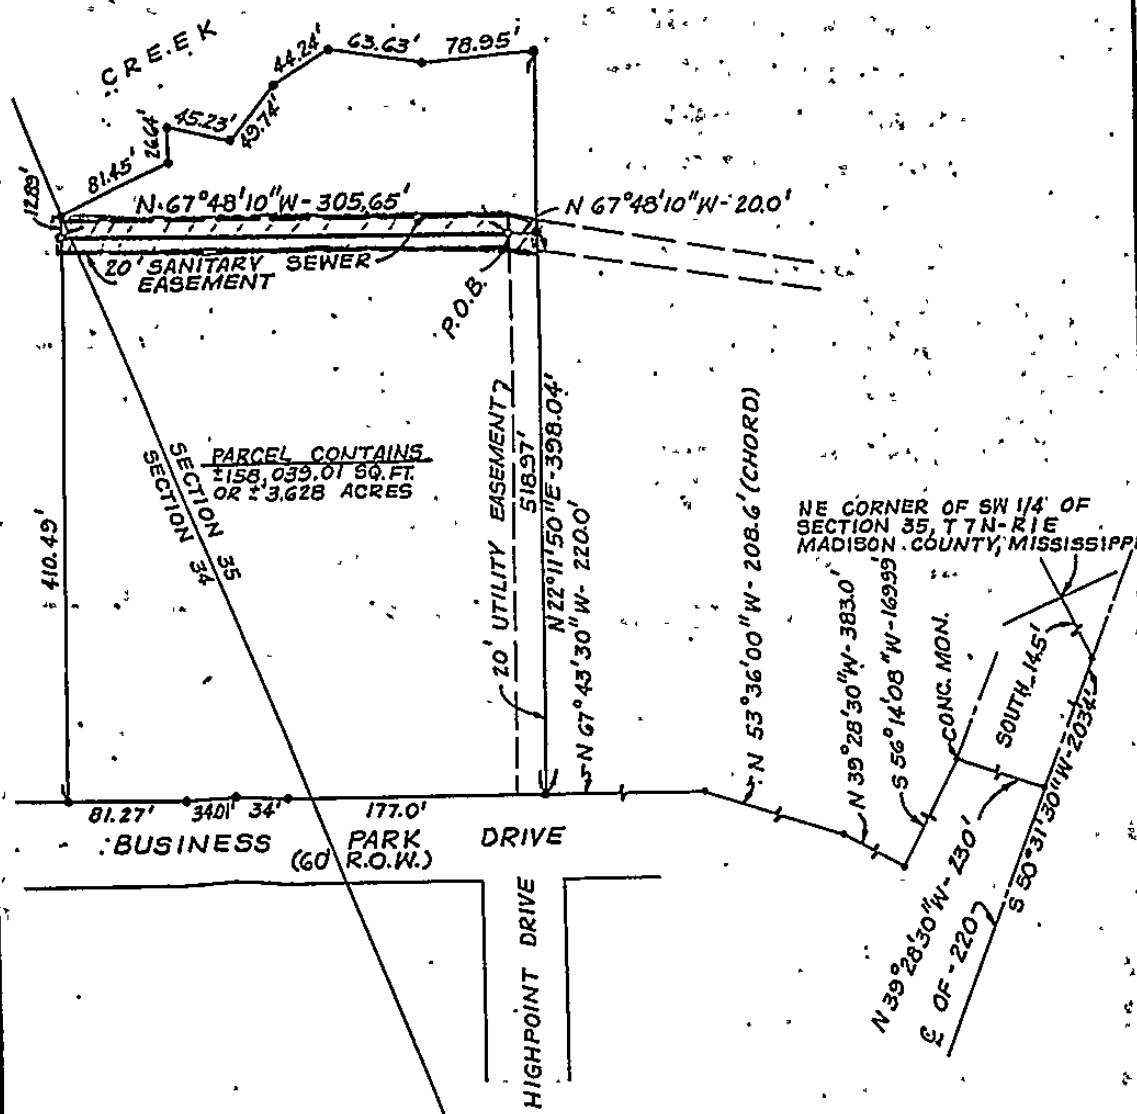 CREEK
44.24'
63.63'
78.95'
45.23'
49.74'
26.64'
81.45'
12.89'
N.67°48'10"W-305.65'
N 67°48'10"W-20.0'
20' SANITARY SEWER
EASEMENT
P.O.B.
20' UTILITY EASEMENT
518.97'
N 22°11'50"E-398.04'
N 67°43'30"W-220.0'
PARCEL CONTAINS
±158,039.01 SQ.FT.
OR ±3.628 ACRES
SECTION 35
SECTION 34
410.49'
N 53°36'00"W-208.6'(CHORD)
NE CORNER OF SW 1/4 OF
SECTION 35, T7N-R1E
MADISON COUNTY, MISSISSIPPI
N 39°28'30"W-383.0'
S 56°14'08"W-169.99'
CONC. MON.
SOUTH-14.5'
S 50°31'30"W-2034'
N 39°28'30"W-230'
℄ OF-220
81.27'
34.01'
34'
177.0'
BUSINESS PARK DRIVE
(60' R.O.W.)
HIGHPOINT DRIVE